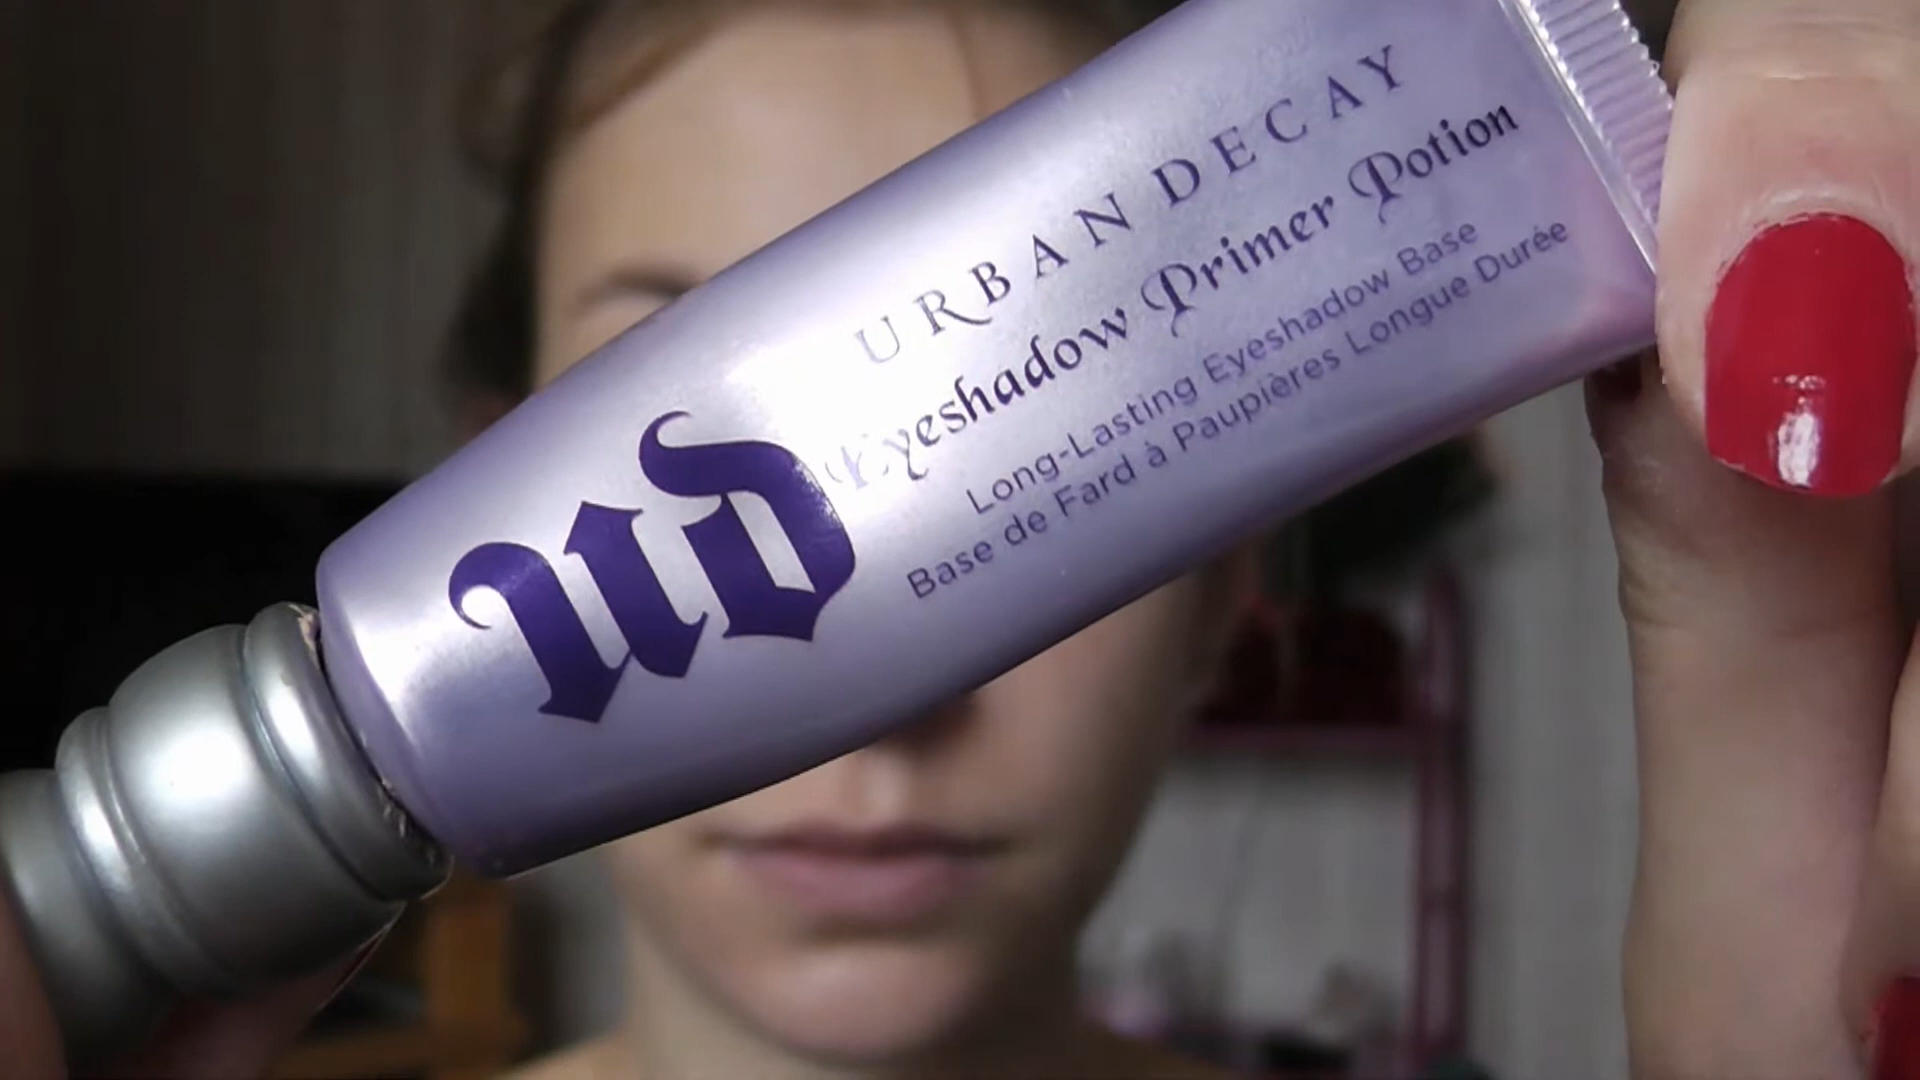 URBAN DECAY
Eyeshadow Primer Potion
Long-Lasting Eyeshadow Base
Base de Fard à Paupières Longue Durée
UD